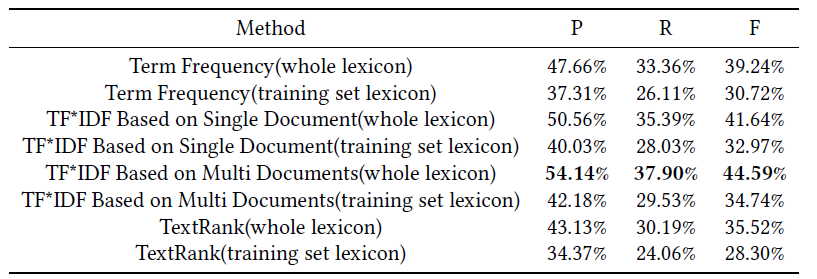 Method P R F
Term Frequency(whole lexicon) 47.66% 33.36% 39.24%
Term Frequency(training set lexicon) 37.31% 26.11% 30.72%
TF*IDF Based on Single Document(whole lexicon) 50.56% 35.39% 41.64%
TF*IDF Based on Single Document(training set lexicon) 40.03% 28.03% 32.97%
TF*IDF Based on Multi Documents(whole lexicon) 54.14% 37.90% 44.59%
TF*IDF Based on Multi Documents(training set lexicon) 42.18% 29.53% 34.74%
TextRank(whole lexicon) 43.13% 30.19% 35.52%
TextRank(training set lexicon) 34.37% 24.06% 28.30%